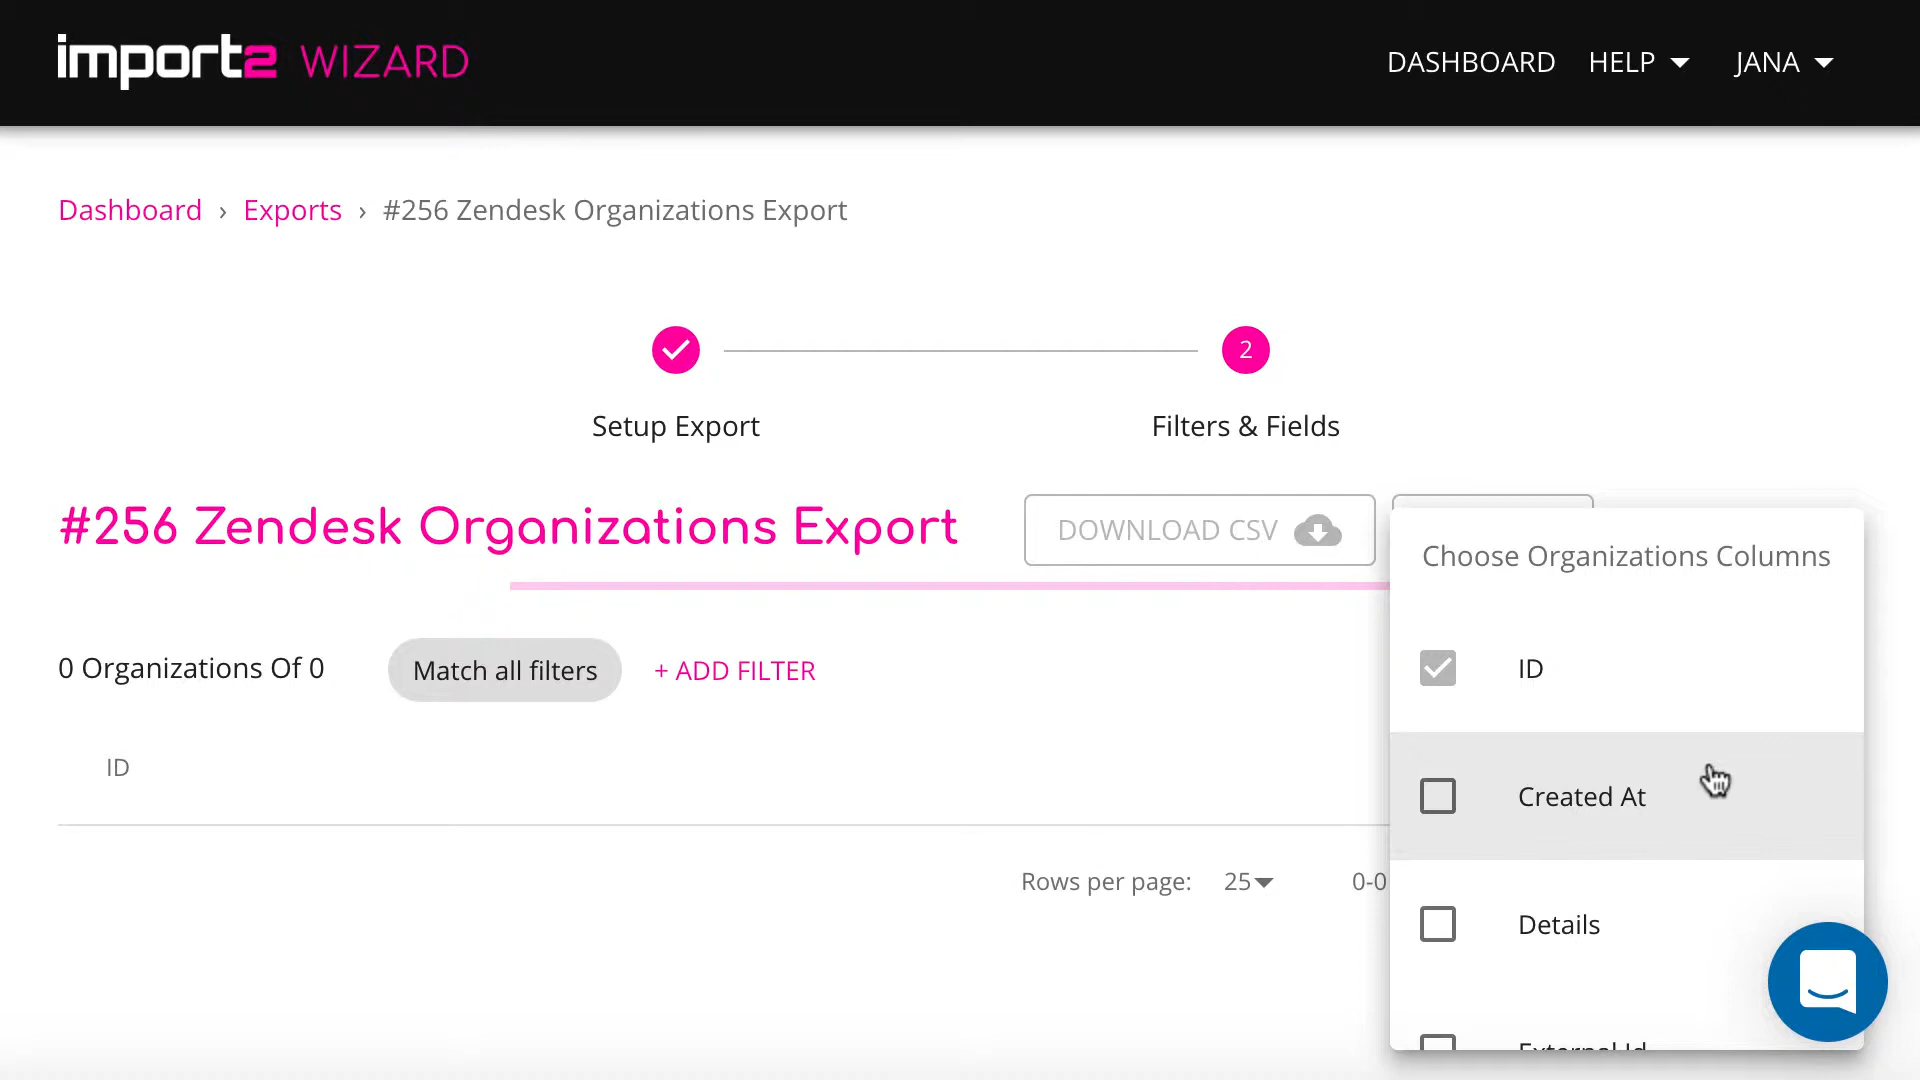 import2 WIZARD
DASHBOARD HELP JANA
Dashboard › Exports › #256 Zendesk Organizations Export
2
Setup Export
Filters & Fields
#256 Zendesk Organizations Export
DOWNLOAD CSV
Choose Organizations Columns
0 Organizations Of 0
Match all filters
+ ADD FILTER
ID
Created At
Details
External Id
ID
Rows per page: 25 0-0